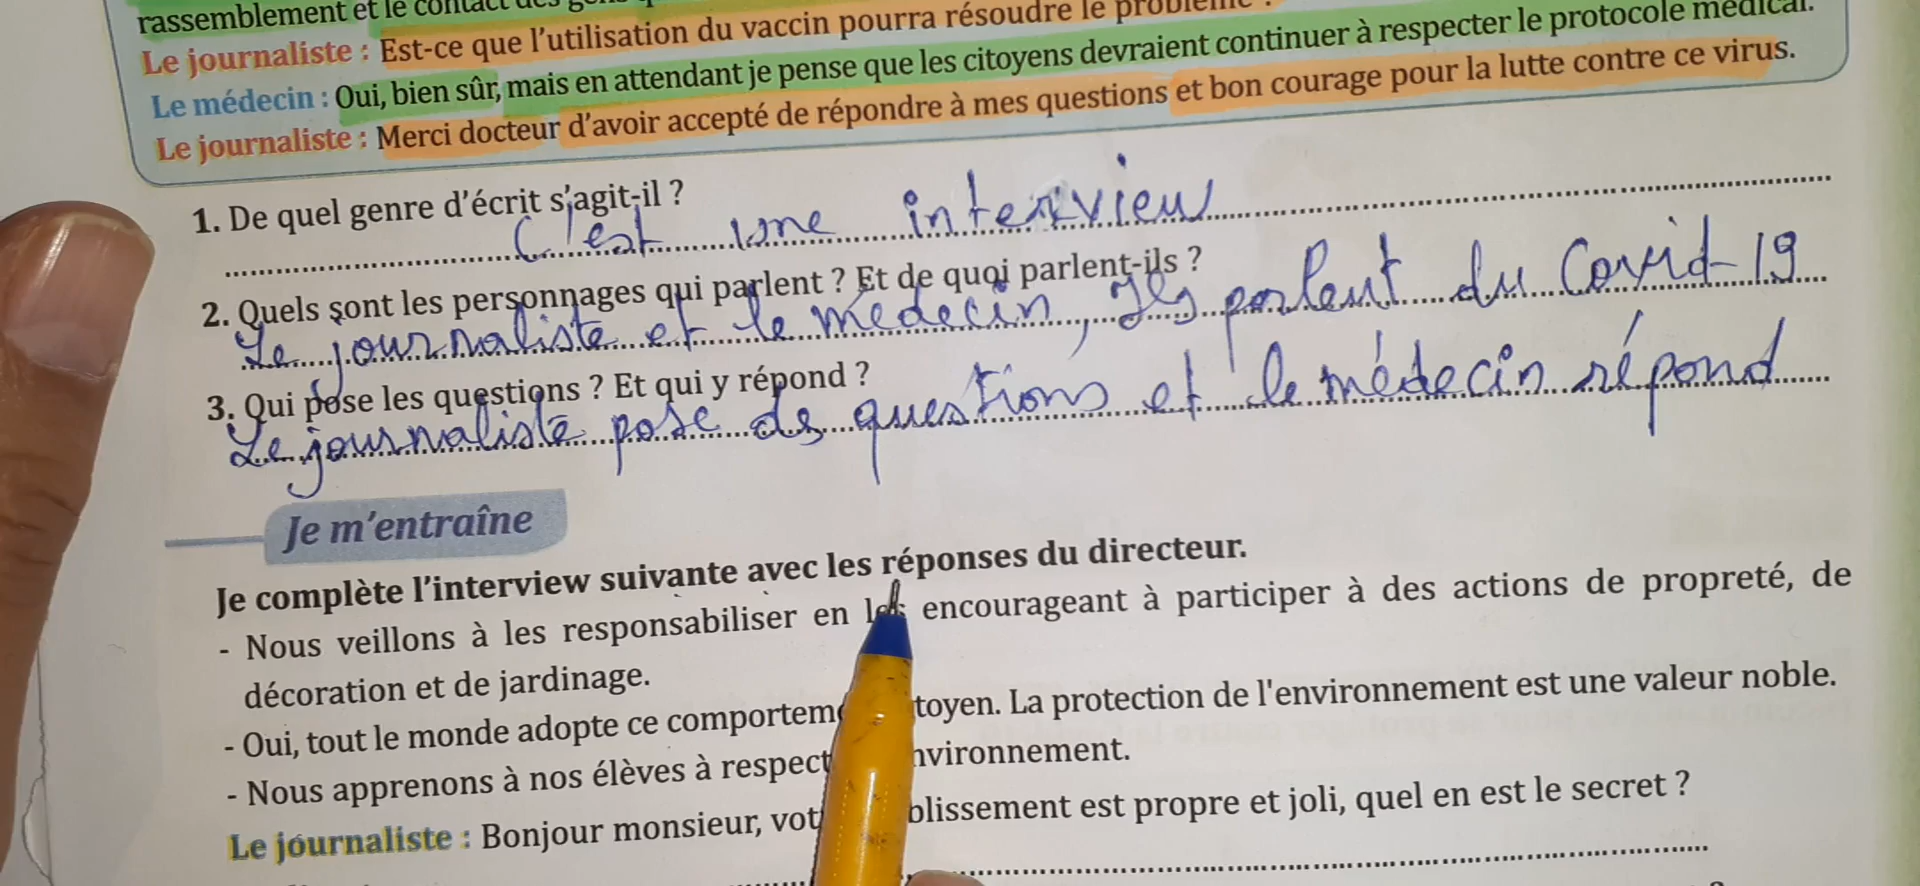 rassemblement et le contact des
Le journaliste : Est-ce que l'utilisation du vaccin pourra résoudre le problème ?
Le médecin : Oui, bien sûr, mais en attendant je pense que les citoyens devraient continuer à respecter le protocole médical.
Le journaliste : Merci docteur d'avoir accepté de répondre à mes questions et bon courage pour la lutte contre ce virus.
1. De quel genre d'écrit s'agit-il ?
C'est une interview
2. Quels sont les personnages qui parlent ? Et de quoi parlent-ils ?
Le journaliste et le médecin, Ils parlent du Covid-19
3. Qui pose les questions ? Et qui y répond ?
Le journaliste pose des questions et le médecin répond
Je m'entraîne
Je complète l'interview suivante avec les réponses du directeur.
- Nous veillons à les responsabiliser en les encourageant à participer à des actions de propreté, de
décoration et de jardinage.
- Oui, tout le monde adopte ce comportem toyen. La protection de l'environnement est une valeur noble.
- Nous apprenons à nos élèves à respect nvironnement.
Le journaliste : Bonjour monsieur, vot blissement est propre et joli, quel en est le secret ?